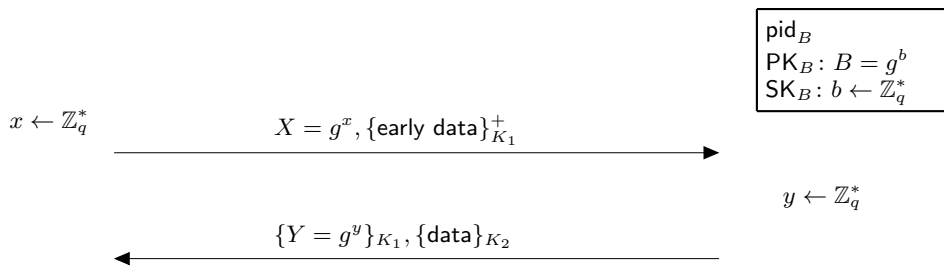 pid_B
PK_B : B = g^b
SK_B : b ← ℤ_q^*
x ← ℤ_q^*
X = g^x, {early data}_{K_1}^+
y ← ℤ_q^*
{Y = g^y}_{K_1}, {data}_{K_2}